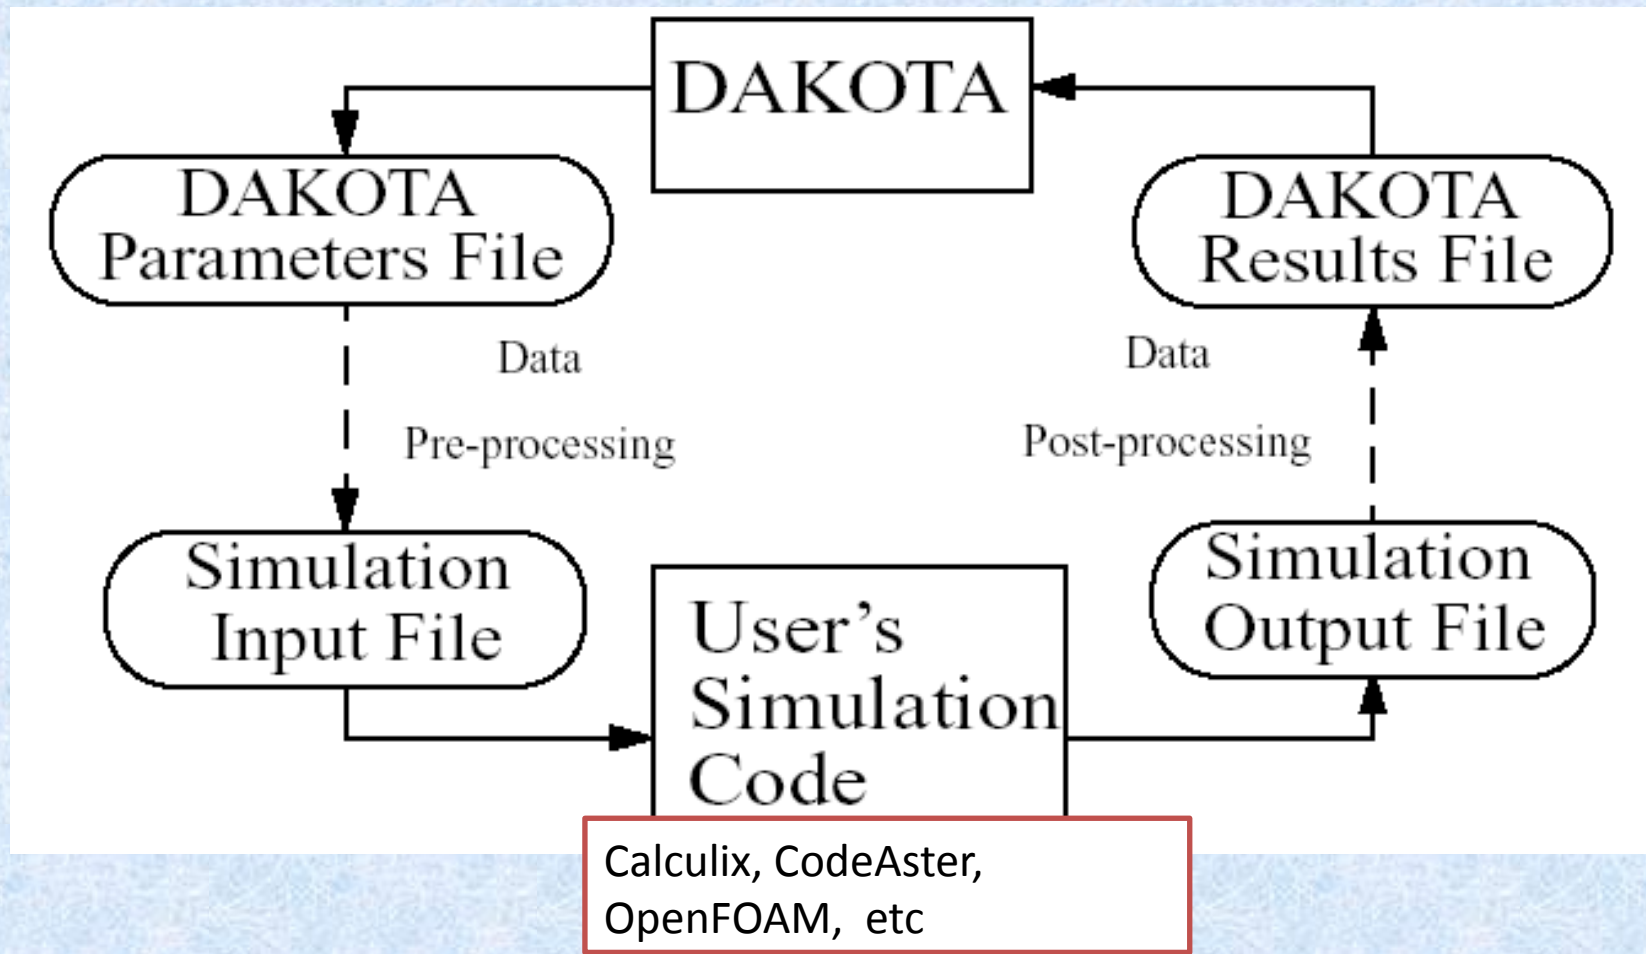 DAKOTA
DAKOTA
Parameters File
DAKOTA
Results File
Data
Pre-processing
Data
Post-processing
Simulation
Input File
User’s
Simulation
Code
Simulation
Output File
Calculix, CodeAster,
OpenFOAM, etc